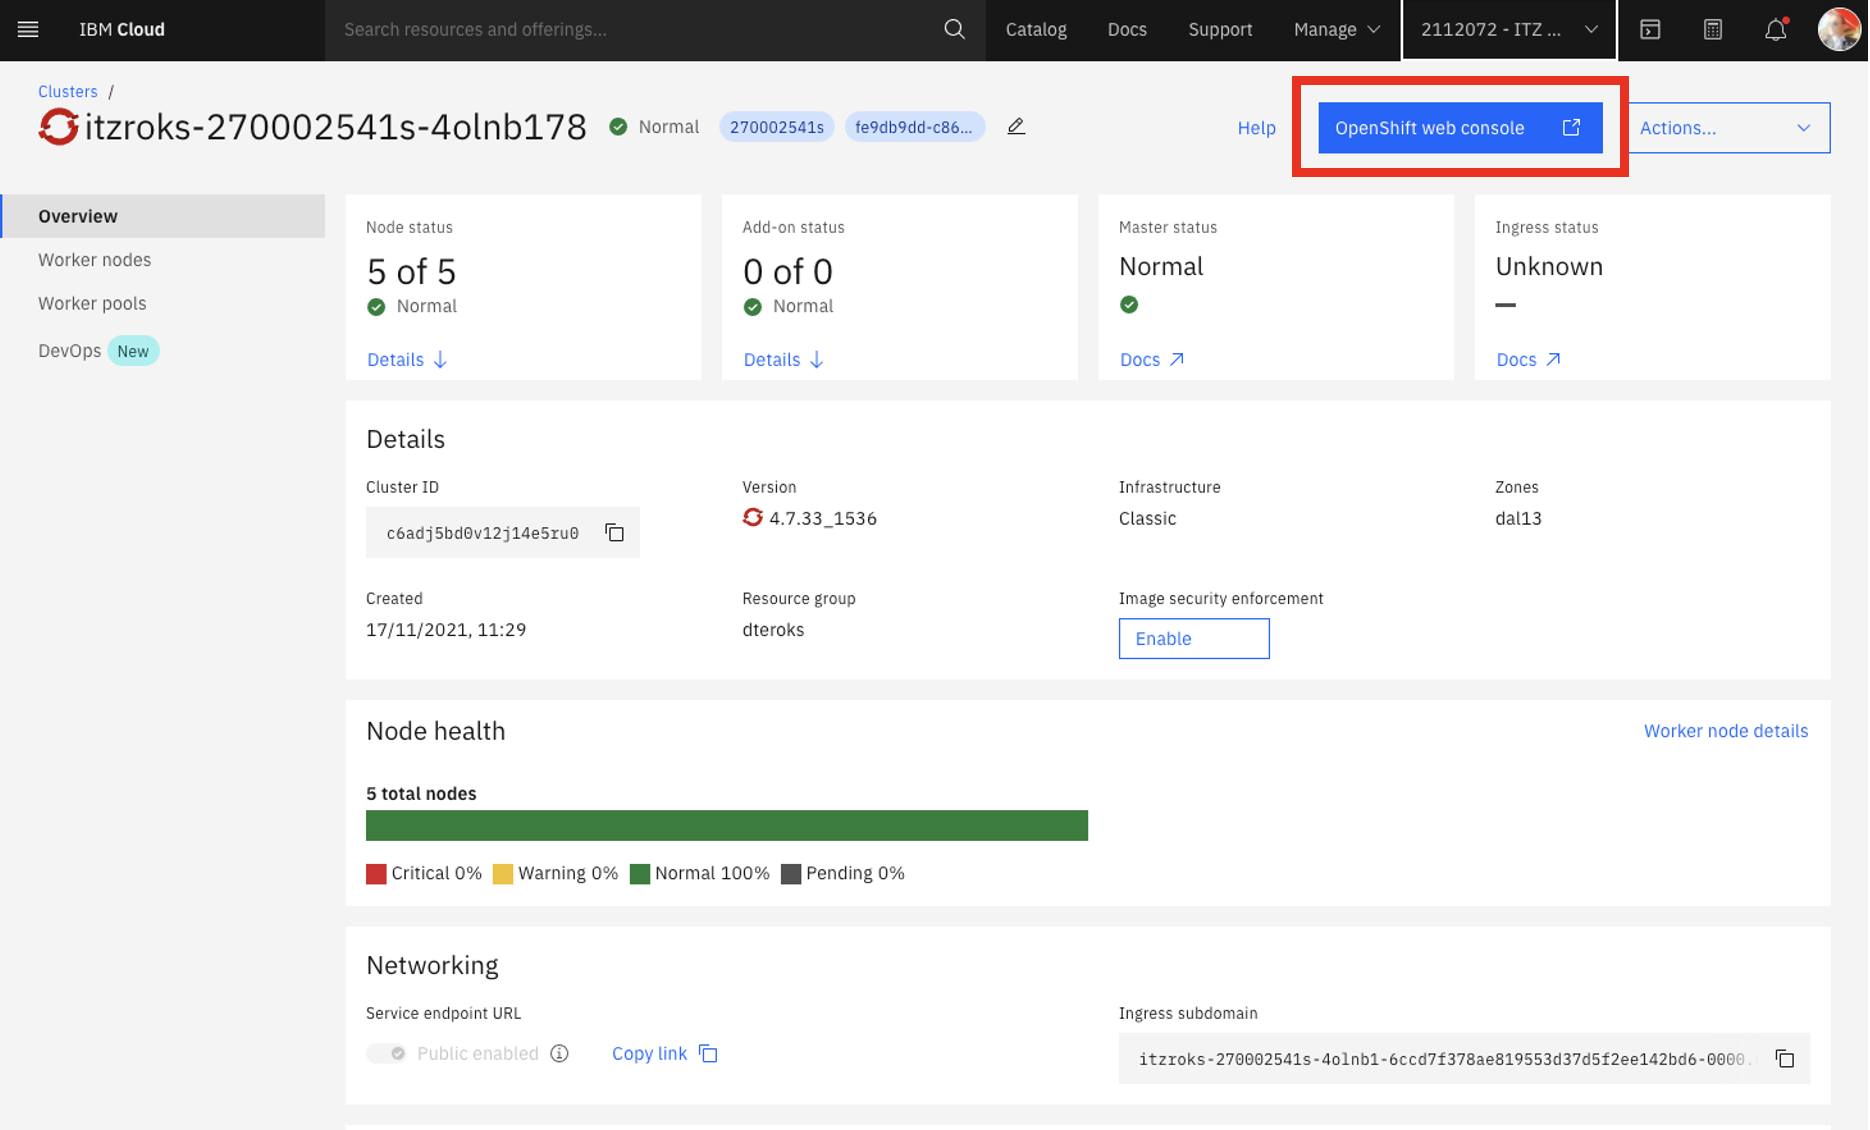 IBM Cloud
Search resources and offerings...
Catalog
Docs
Support
Manage
2112072 - ITZ ...
Clusters /
itzroks-270002541s-4olnb178
Normal
270002541s
fe9db9dd-c86...
Help
OpenShift web console
Actions...
Overview
Worker nodes
Worker pools
DevOps New
Node status
5 of 5
Normal
Details
Add-on status
0 of 0
Normal
Details
Master status
Normal
Docs
Ingress status
Unknown
–
Docs
Details
Cluster ID
c6adj5bd0v12j14e5ru0
Version
4.7.33_1536
Infrastructure
Classic
Zones
dal13
Created
17/11/2021, 11:29
Resource group
dteroks
Image security enforcement
Enable
Node health
Worker node details
5 total nodes
Critical 0% Warning 0% Normal 100% Pending 0%
Networking
Service endpoint URL
Public enabled
Copy link
Ingress subdomain
itzroks-270002541s-4olnb1-6ccd7f378ae819553d37d5f2ee142bd6-0000.